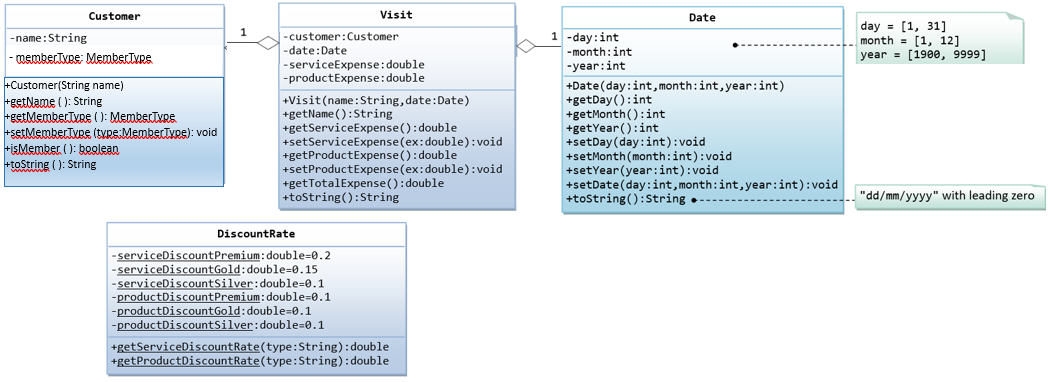 Customer
-name:String
- memberType: MemberType
+Customer(String name)
+getName ( ): String
+getMemberType ( ): MemberType
+setMemberType (type:MemberType): void
+isMember ( ): boolean
+toString ( ): String
1
Visit
-customer:Customer
-date:Date
-serviceExpense:double
-productExpense:double
+Visit(name:String,date:Date)
+getName():String
+getServiceExpense():double
+setServiceExpense(ex:double):void
+getProductExpense():double
+setProductExpense(ex:double):void
+getTotalExpense():double
+toString():String
1
Date
-day:int
-month:int
-year:int
+Date(day:int,month:int,year:int)
+getDay():int
+getMonth():int
+getYear():int
+setDay(day:int):void
+setMonth(month:int):void
+setYear(year:int):void
+setDate(day:int,month:int,year:int):void
+toString():String
day = [1, 31]
month = [1, 12]
year = [1900, 9999]
"dd/mm/yyyy" with leading zero
DiscountRate
-serviceDiscountPremium:double=0.2
-serviceDiscountGold:double=0.15
-serviceDiscountSilver:double=0.1
-productDiscountPremium:double=0.1
-productDiscountGold:double=0.1
-productDiscountSilver:double=0.1
+getServiceDiscountRate(type:String):double
+getProductDiscountRate(type:String):double